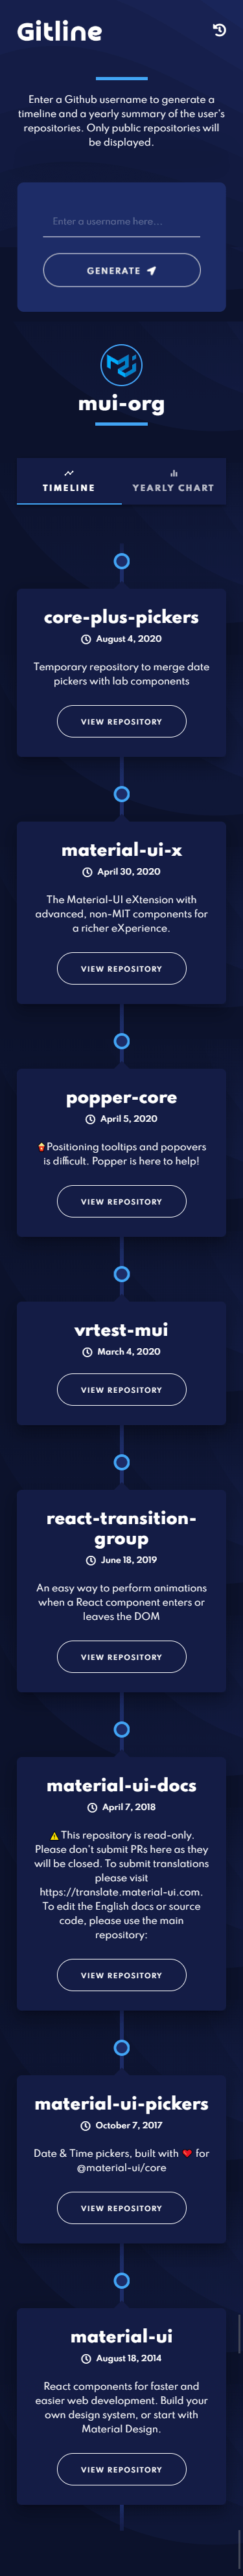 Gitline
Enter a Github username to generate a
timeline and a yearly summary of the user's
repositories. Only public repositories will
be displayed.
Enter a username here...
GENERATE
mui-org
TIMELINE
YEARLY CHART
core-plus-pickers
August 4, 2020
Temporary repository to merge date
pickers with lab components
VIEW REPOSITORY
material-ui-x
April 30, 2020
The Material-UI eXtension with
advanced, non-MIT components for
a richer eXperience.
VIEW REPOSITORY
popper-core
April 5, 2020
🍿Positioning tooltips and popovers
is difficult. Popper is here to help!
VIEW REPOSITORY
vrtest-mui
March 4, 2020
VIEW REPOSITORY
react-transition-
group
June 18, 2019
An easy way to perform animations
when a React component enters or
leaves the DOM
VIEW REPOSITORY
material-ui-docs
April 7, 2018
⚠️ This repository is read-only.
Please don't submit PRs here as they
will be closed. To submit translations
please visit
https://translate.material-ui.com.
To edit the English docs or source
code, please use the main
repository:
VIEW REPOSITORY
material-ui-pickers
October 7, 2017
Date & Time pickers, built with ❤️ for
@material-ui/core
VIEW REPOSITORY
material-ui
August 18, 2014
React components for faster and
easier web development. Build your
own design system, or start with
Material Design.
VIEW REPOSITORY